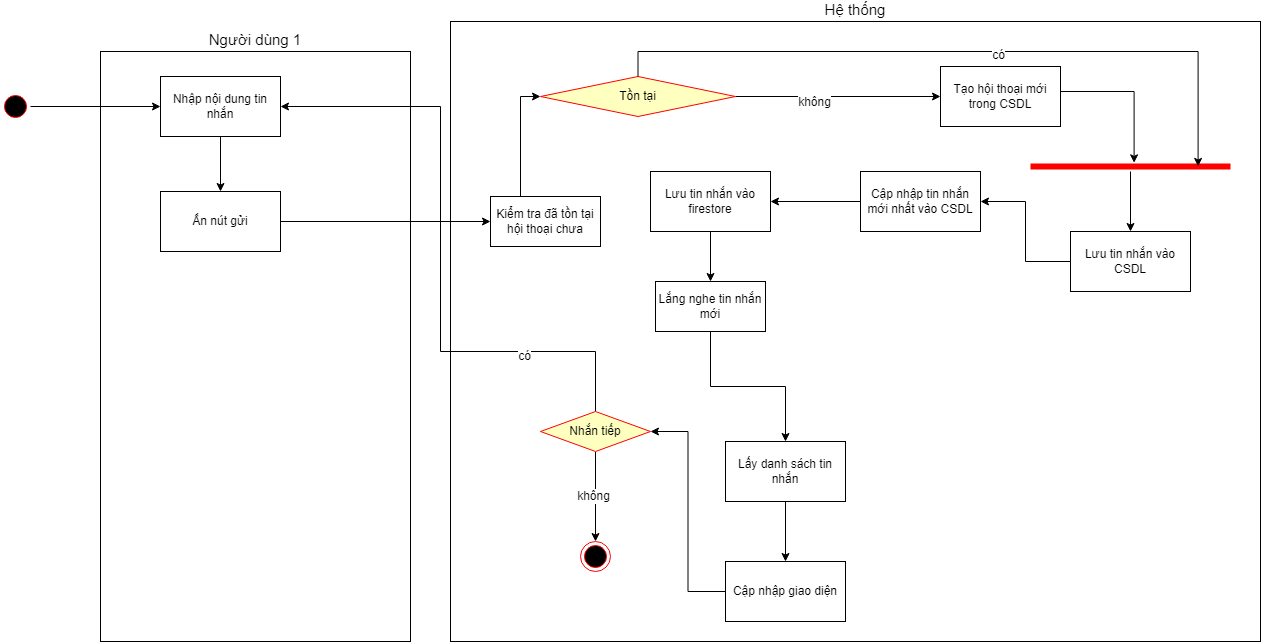 Hệ thống
Người dùng 1
có
Nhập nội dung tin
nhắn
Tồn tại
không
Tạo hội thoại mới
trong CSDL
Ấn nút gửi
Kiểm tra đã tồn tại
hội thoại chưa
Lưu tin nhắn vào
firestore
Cập nhập tin nhắn
mới nhất vào CSDL
Lưu tin nhắn vào
CSDL
Lắng nghe tin nhắn
mới
có
Nhắn tiếp
Lấy danh sách tin
nhắn
không
Cập nhập giao diện